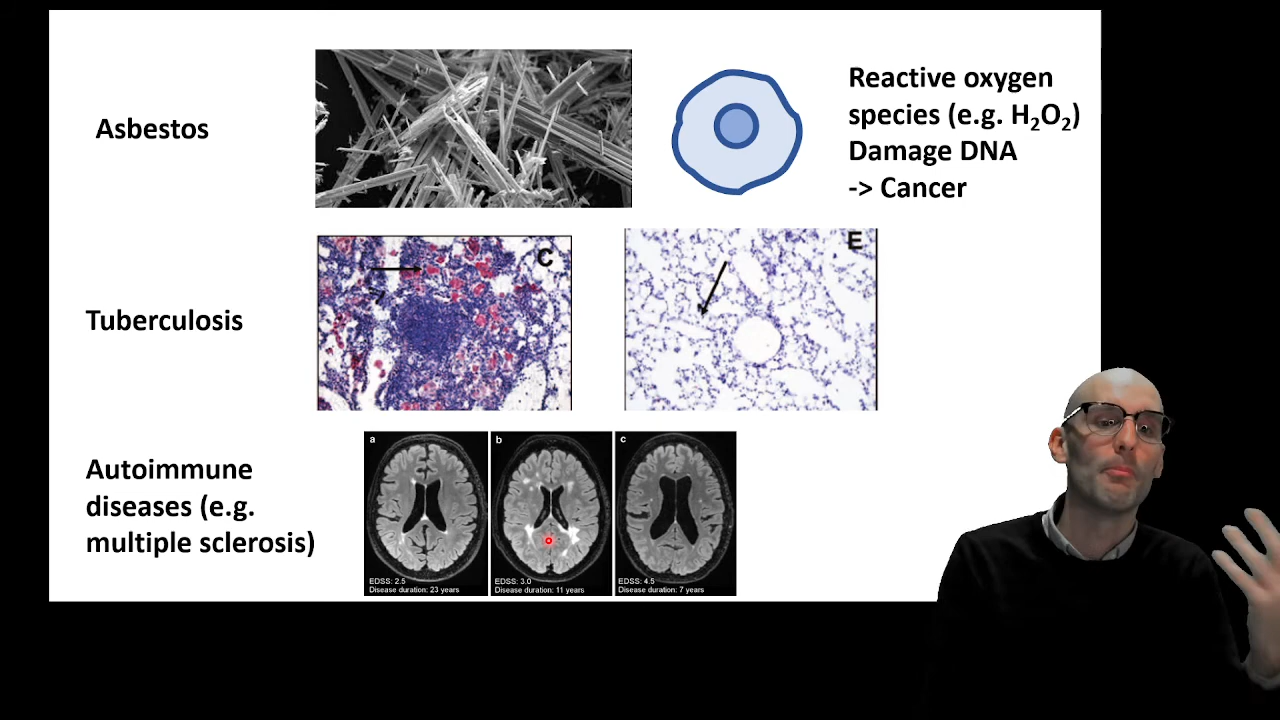 Asbestos
Reactive oxygen
species (e.g. H₂O₂)
Damage DNA
-> Cancer
Tuberculosis
C
E
Autoimmune
diseases (e.g.
multiple sclerosis)
a
EDSS: 2.5
Disease duration: 23 years
b
EDSS: 3.0
Disease duration: 11 years
c
EDSS: 4.5
Disease duration: 7 years